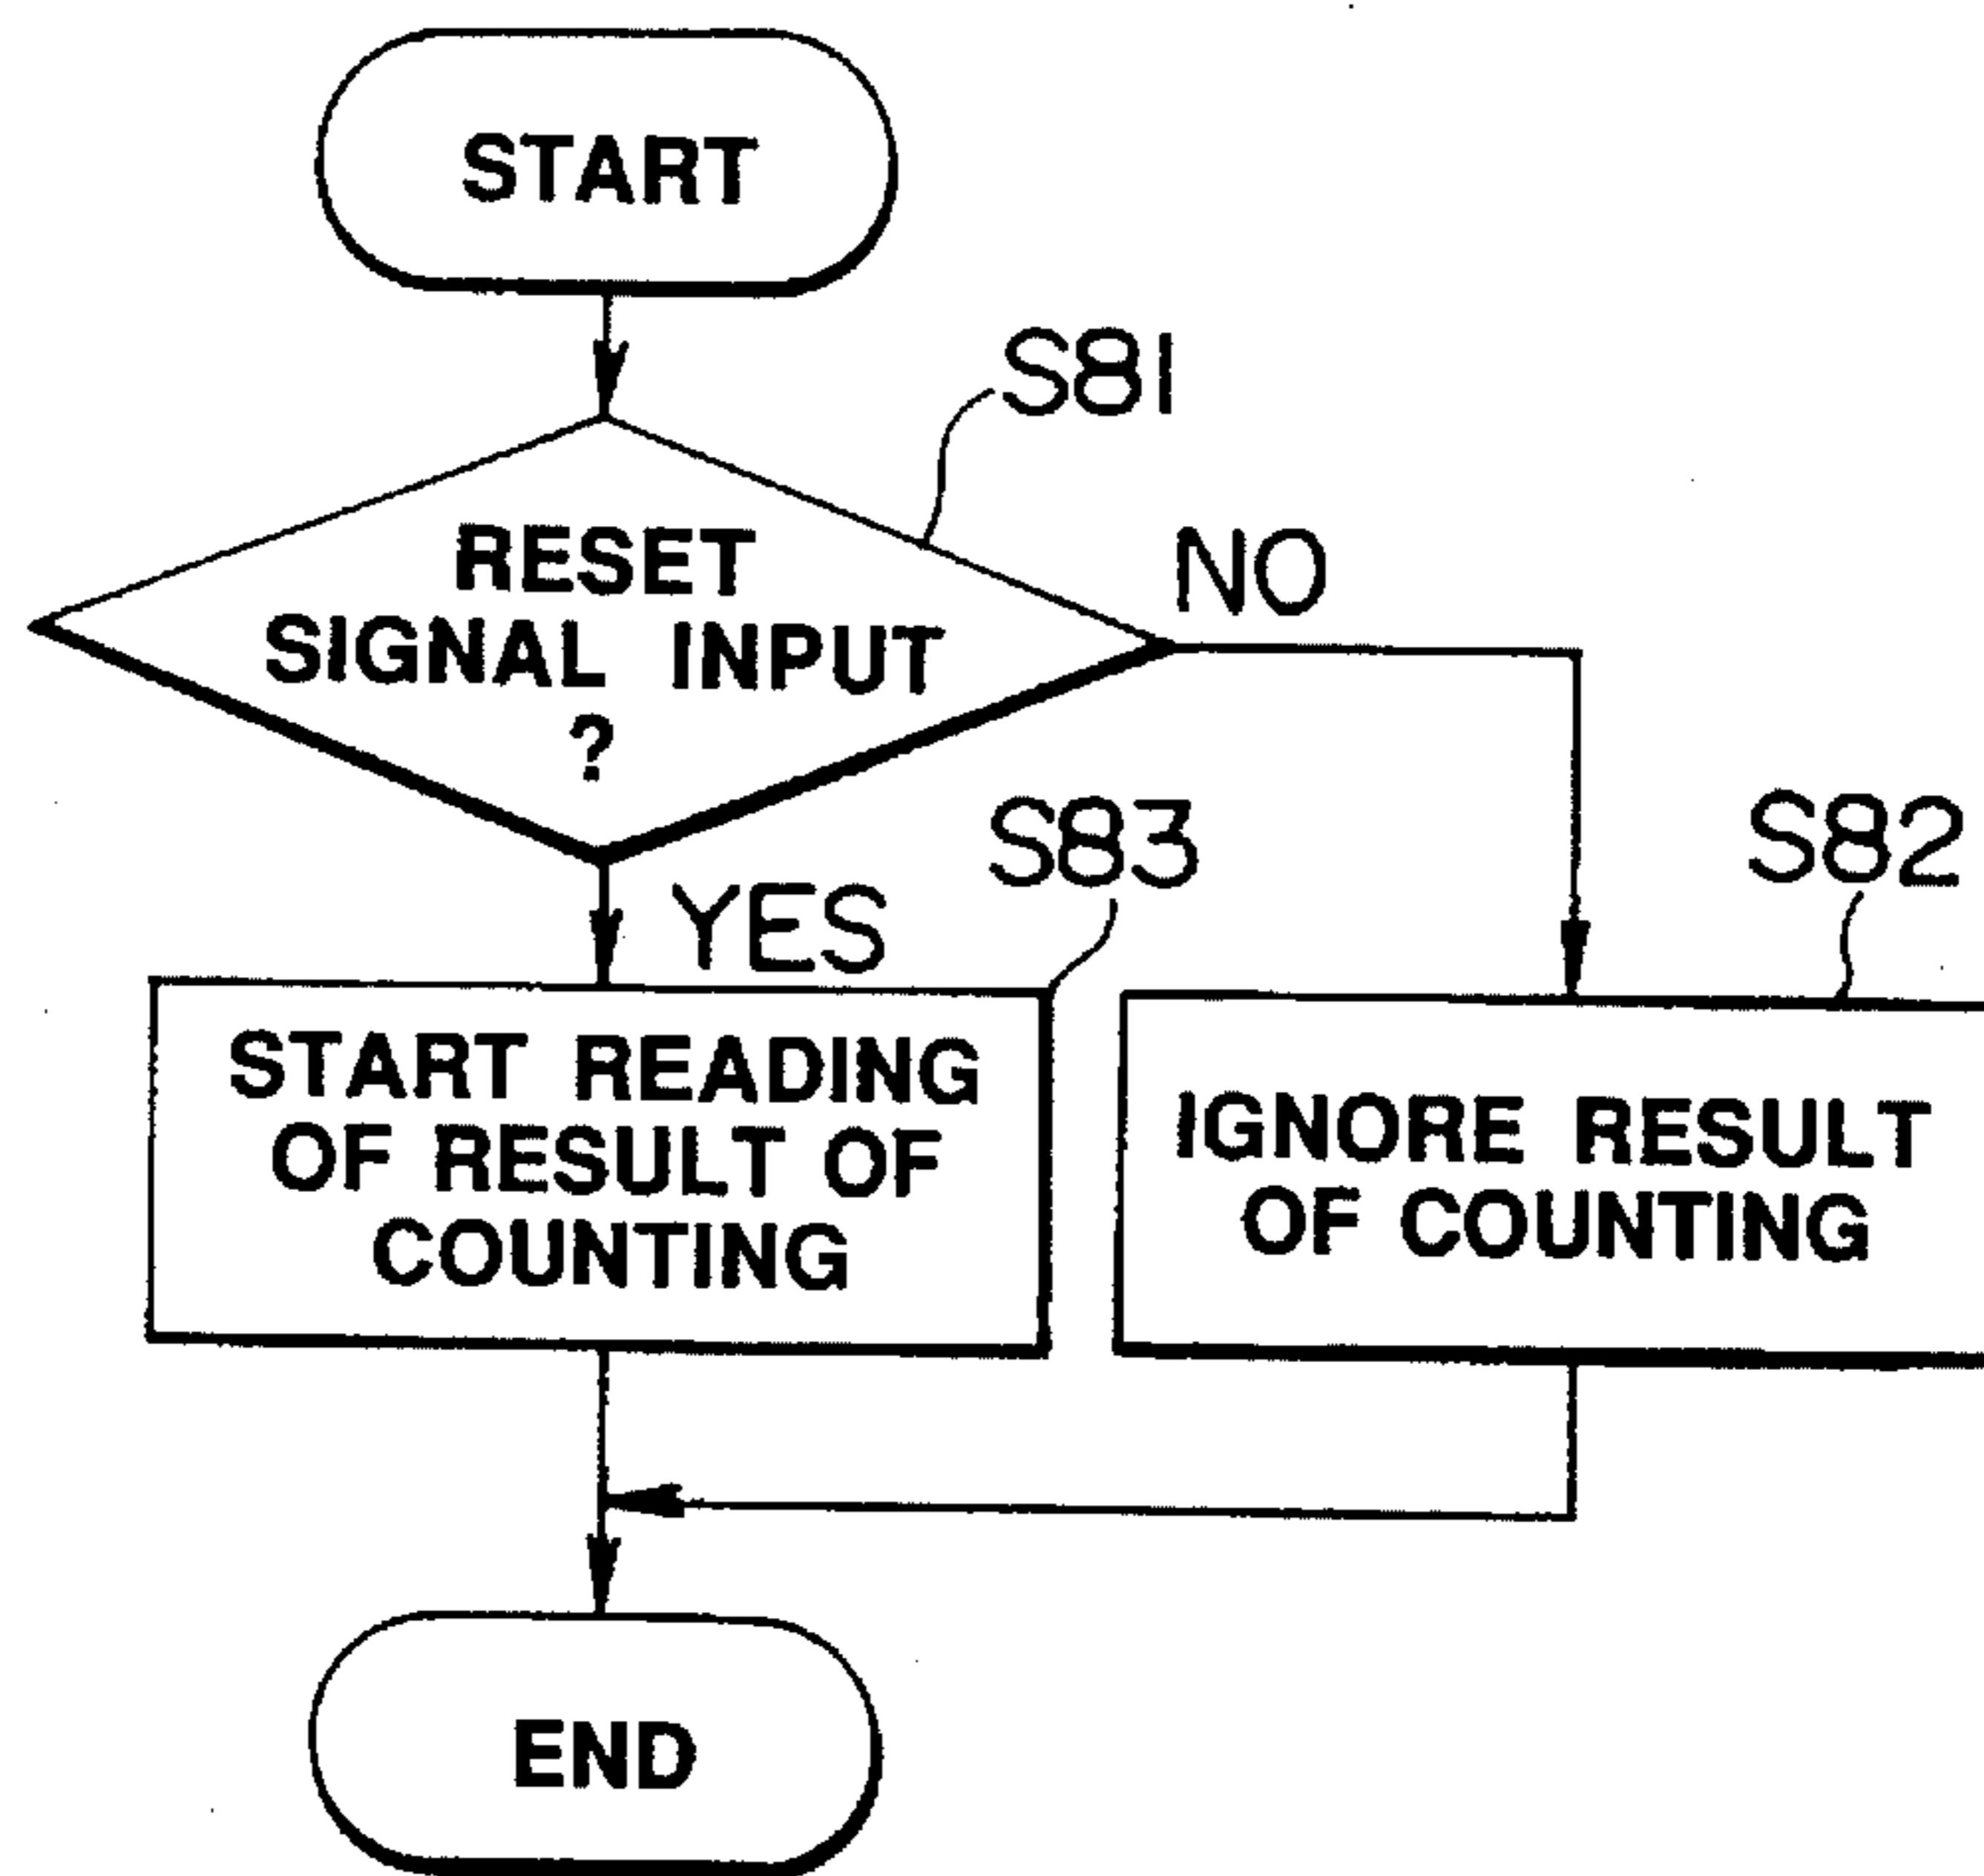 START
S81
RESET
SIGNAL INPUT
?
NO
YES
S83
S82
START READING
OF RESULT OF
COUNTING
IGNORE RESULT
OF COUNTING
END